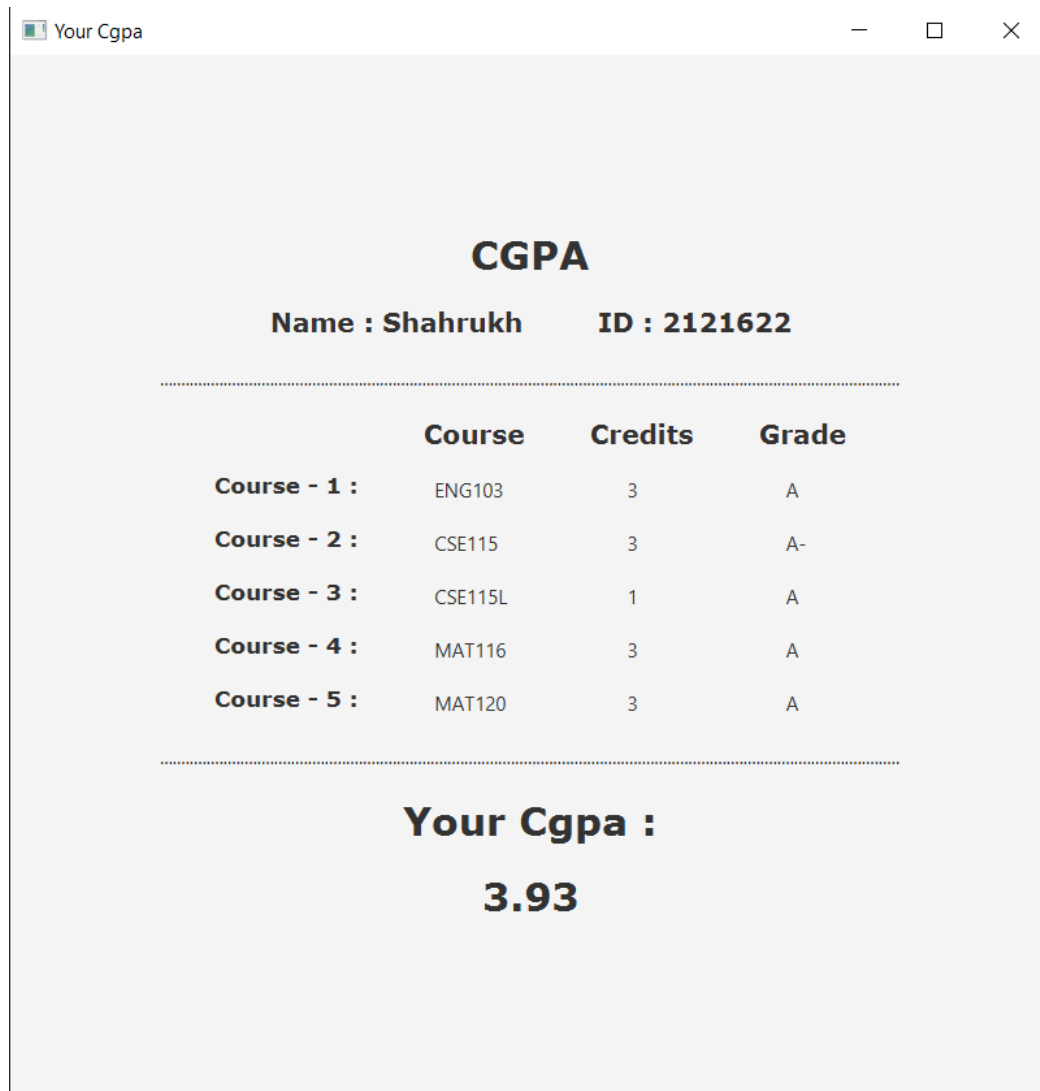 Your Cgpa
CGPA
Name : Shahrukh ID : 2121622
Course Credits Grade
Course - 1 : ENG103 3 A
Course - 2 : CSE115 3 A-
Course - 3 : CSE115L 1 A
Course - 4 : MAT116 3 A
Course - 5 : MAT120 3 A
Your Cgpa :
3.93